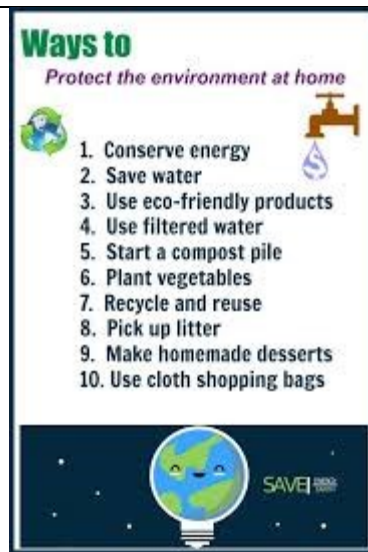 Ways to
Protect the environment at home
1. Conserve energy
2. Save water
3. Use eco-friendly products
4. Use filtered water
5. Start a compost pile
6. Plant vegetables
7. Recycle and reuse
8. Pick up litter
9. Make homemade desserts
10. Use cloth shopping bags
SAVE